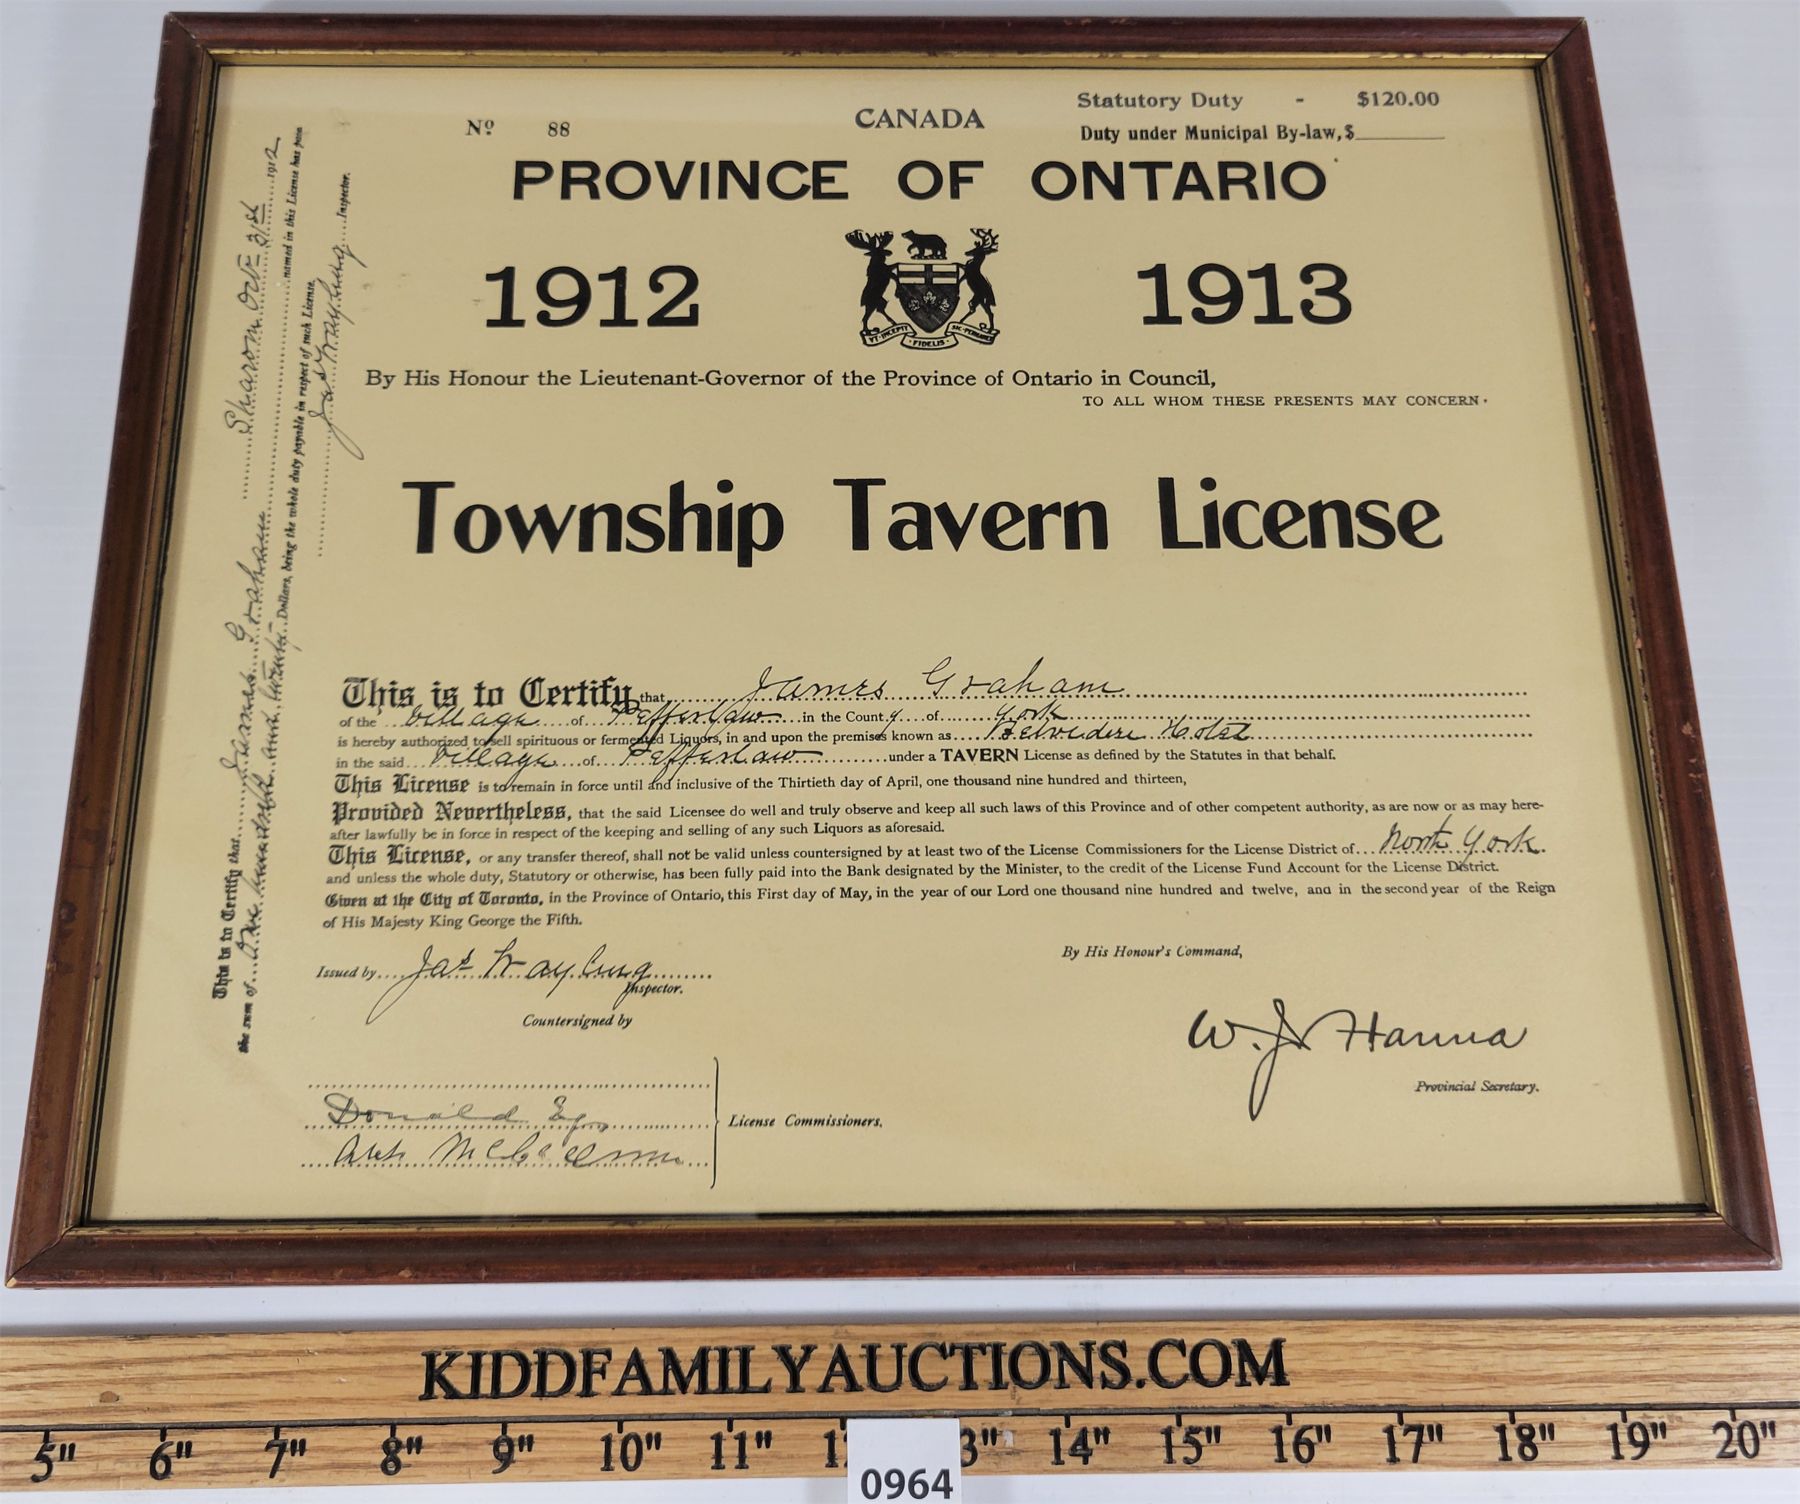 CANADA
Statutory Duty - $120.00
Nº 88
Duty under Municipal By-law, $
PROVINCE OF ONTARIO
1912 1913
VT·INCEPIT FIDELIS SIC·PERMANET
By His Honour the Lieutenant-Governor of the Province of Ontario in Council,
TO ALL WHOM THESE PRESENTS MAY CONCERN.
Township Tavern License
This is to Certify that James Graham
of the village of Pefferlaw in the County of York
is hereby authorized to sell spirituous or fermented Liquors, in and upon the premises known as Belvidere Hotel
in the said Village of Pefferlaw under a TAVERN License as defined by the Statutes in that behalf.
This License is to remain in force until and inclusive of the Thirtieth day of April, one thousand nine hundred and thirteen,
Provided Nevertheless, that the said Licensee do well and truly observe and keep all such laws of this Province and of other competent authority, as are now or as may here-
after lawfully be in force in respect of the keeping and selling of any such Liquors as aforesaid.
This License, or any transfer thereof, shall not be valid unless countersigned by at least two of the License Commissioners for the License District of North York.
and unless the whole duty, Statutory or otherwise, has been fully paid into the Bank designated by the Minister, to the credit of the License Fund Account for the License District.
Given at the City of Toronto, in the Province of Ontario, this First day of May, in the year of our Lord one thousand nine hundred and twelve, and in the second year of the Reign
of His Majesty King George the Fifth.
By His Honour's Command,
Issued by Jas
Inspector.
Countersigned by
W. J. Hanna
Provincial Secretary.
Donald
License Commissioners.
Alex
Sharon Oct 31st 1912
This is to Certify that James Graham named in this License has paid
the sum of One hundred and twenty Dollars, being the whole duty payable in respect of such License.
Jas Inspector.
KIDDFAMILYAUCTIONS.COM
5" 6" 7" 8" 9" 10" 11" 1 3" 14" 15" 16" 17" 18" 19" 20"
0964